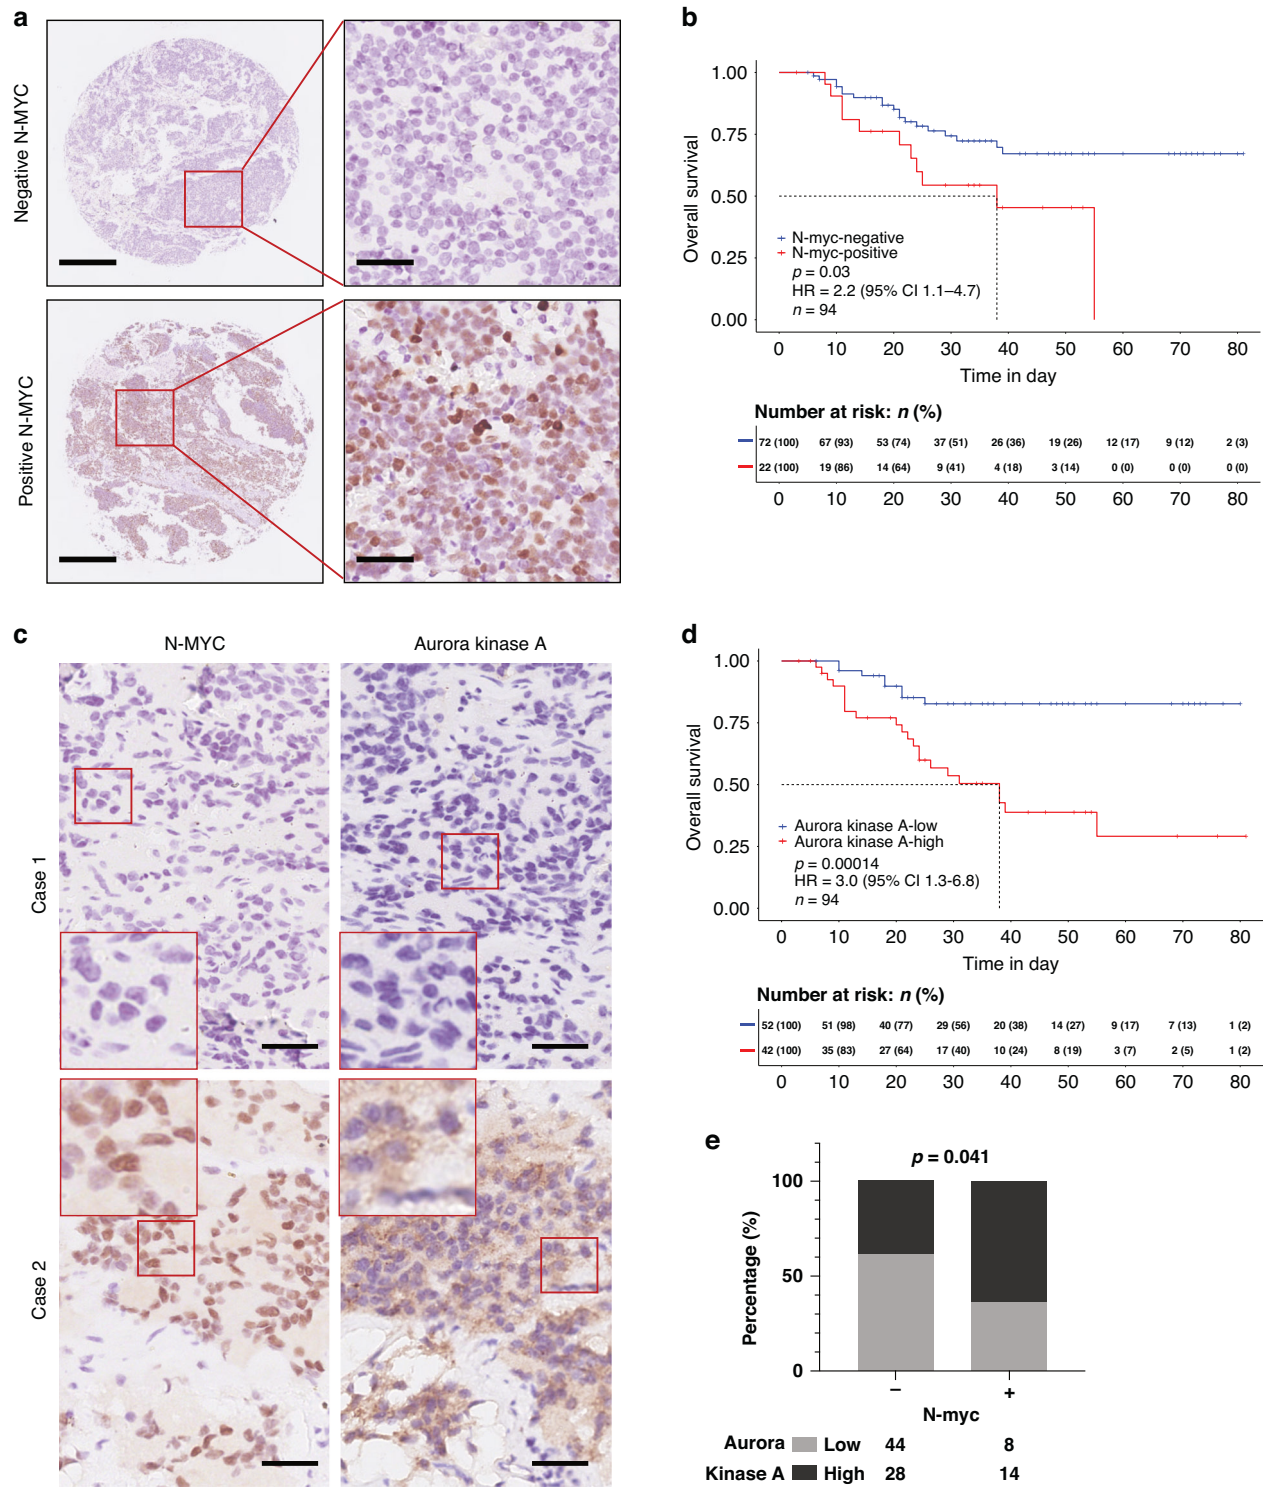 a
Negative N-MYC
Positive N-MYC
b
1.00
0.75
0.50
0.25
0.00
Overall survival
N-myc-negative
N-myc-positive
p = 0.03
HR = 2.2 (95% CI 1.1–4.7)
n = 94
0 10 20 30 40 50 60 70 80
Time in day
Number at risk: n (%)
72 (100) 67 (93) 53 (74) 37 (51) 26 (36) 19 (26) 12 (17) 9 (12) 2 (3)
22 (100) 19 (86) 14 (64) 9 (41) 4 (18) 3 (14) 0 (0) 0 (0) 0 (0)
0 10 20 30 40 50 60 70 80
c
N-MYC Aurora kinase A
Case 1
Case 2
d
1.00
0.75
0.50
0.25
0.00
Overall survival
Aurora kinase A-low
Aurora kinase A-high
p = 0.00014
HR = 3.0 (95% CI 1.3-6.8)
n = 94
0 10 20 30 40 50 60 70 80
Time in day
Number at risk: n (%)
52 (100) 51 (98) 40 (77) 29 (56) 20 (38) 14 (27) 9 (17) 7 (13) 1 (2)
42 (100) 35 (83) 27 (64) 17 (40) 10 (24) 8 (19) 3 (7) 2 (5) 1 (2)
0 10 20 30 40 50 60 70 80
e
p = 0.041
100
50
0
Percentage (%)
– +
N-myc
Aurora Low 44 8
Kinase A High 28 14